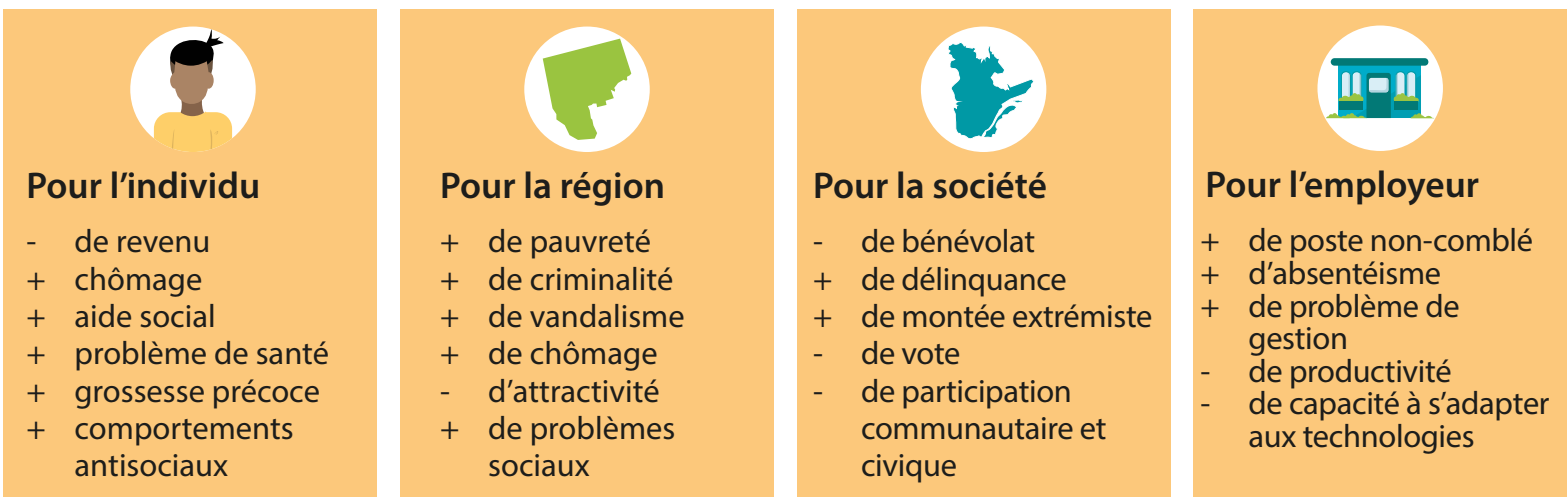 Pour l'individu
- de revenu
+ chômage
+ aide social
+ problème de santé
+ grossesse précoce
+ comportements
antisociaux
Pour la région
+ de pauvreté
+ de criminalité
+ de vandalisme
+ de chômage
- d'attractivité
+ de problèmes
sociaux
Pour la société
- de bénévolat
+ de délinquance
+ de montée extrémiste
- de vote
- de participation
communautaire et
civique
Pour l'employeur
+ de poste non-comblé
+ d'absentéisme
+ de problème de
gestion
- de productivité
- de capacité à s'adapter
aux technologies